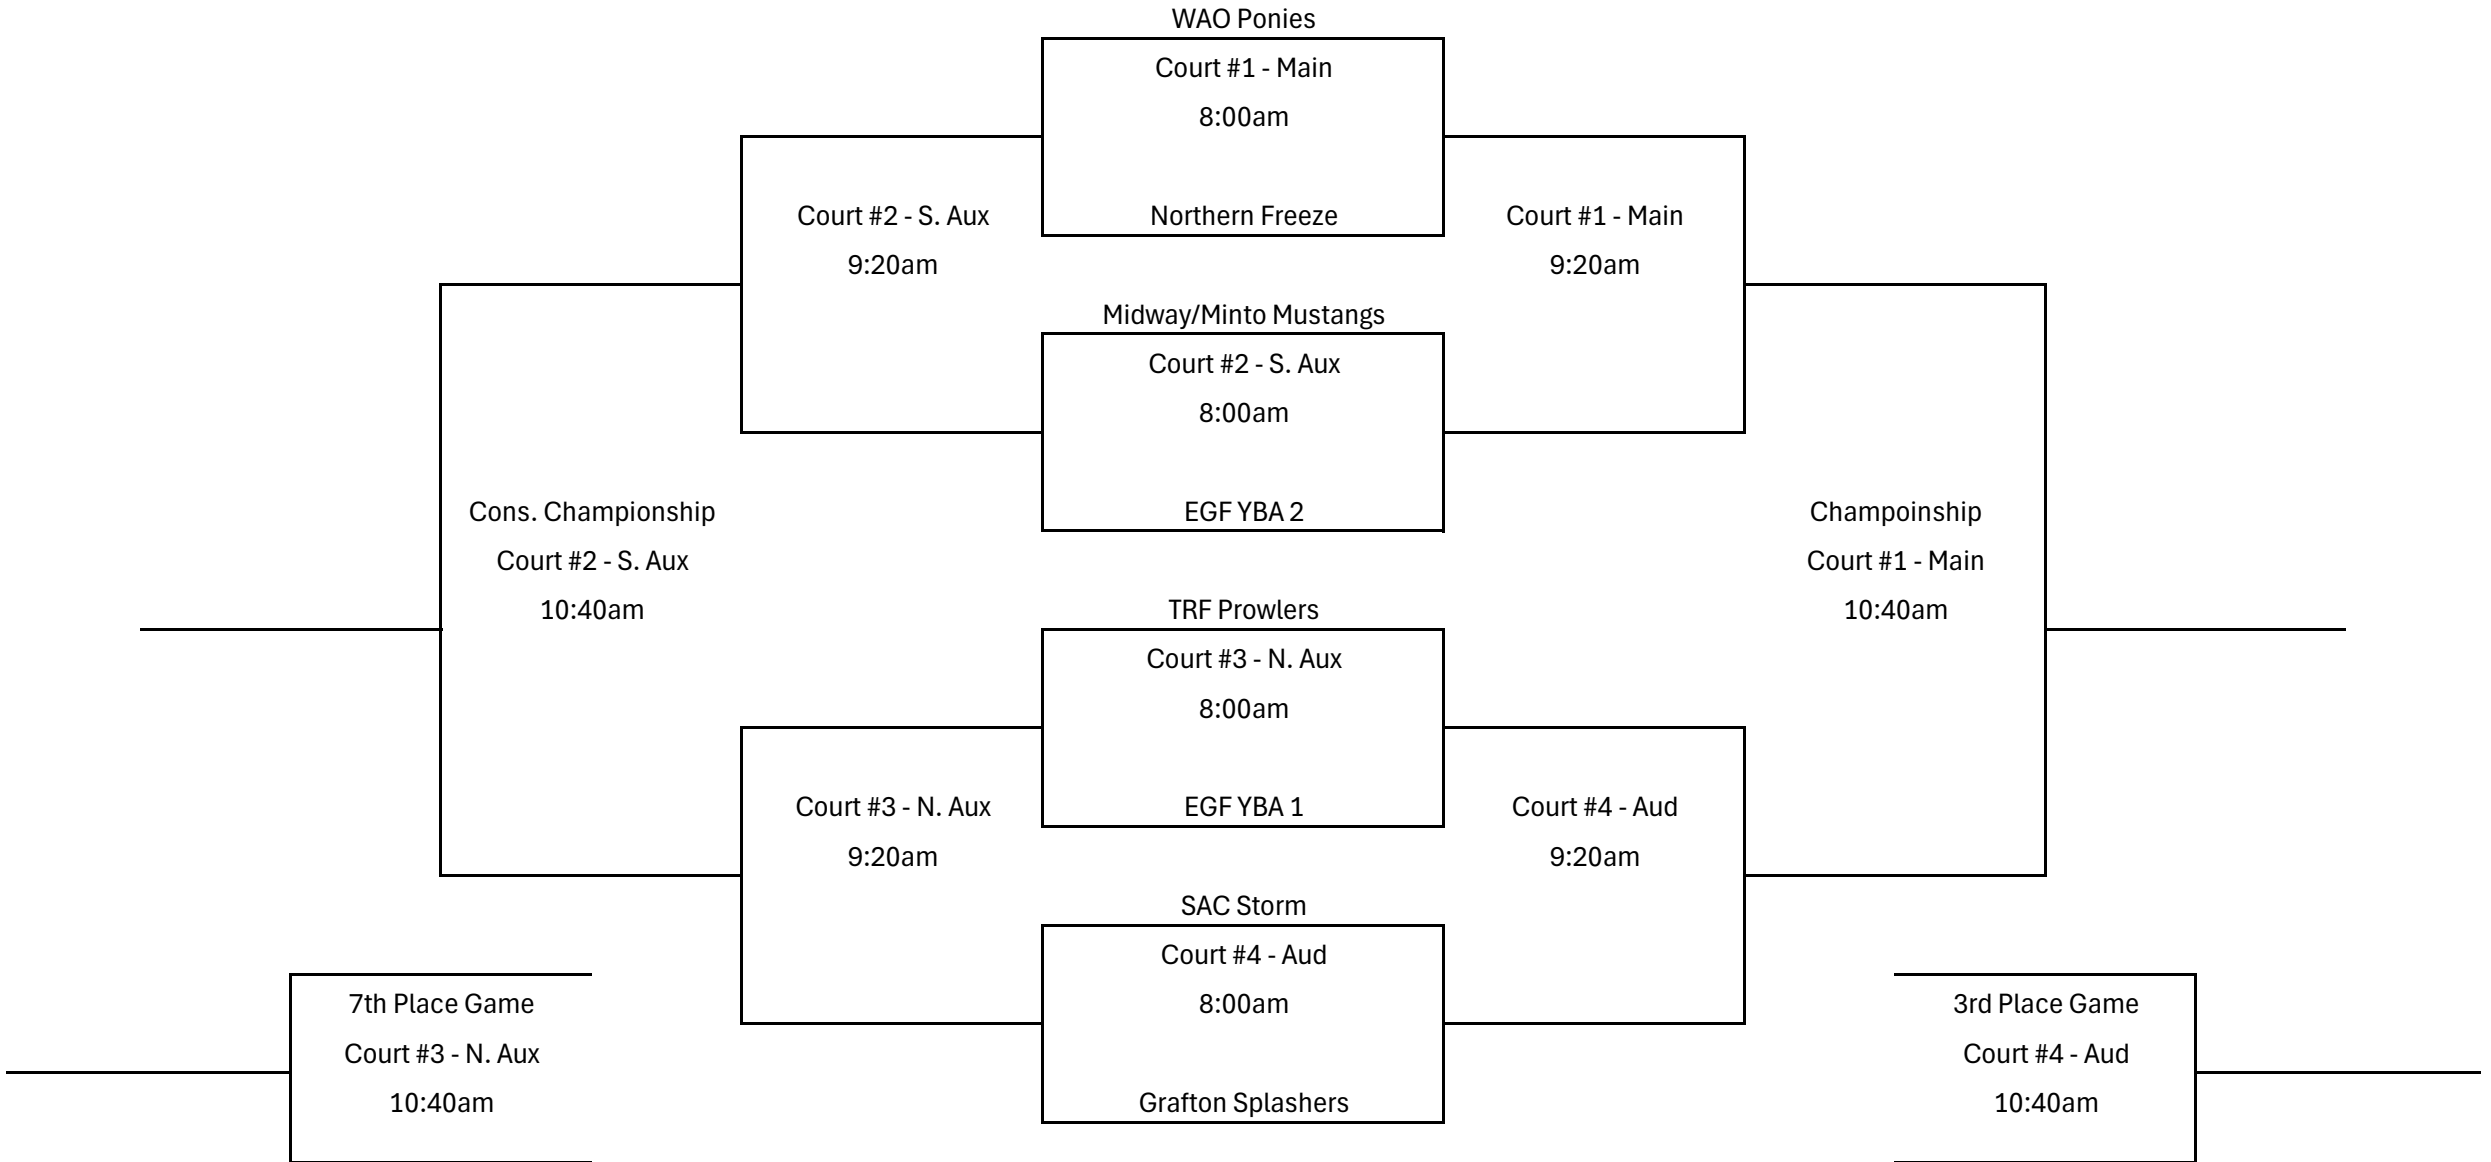 WAO Ponies
Court #1 - Main
8:00am
Court #2 - S. Aux
Northern Freeze
Court #1 - Main
9:20am
9:20am
Midway/Minto Mustangs
Court #2 - S. Aux
8:00am
Cons. Championship
EGF YBA 2
Champoinship
Court #2 - S. Aux
Court #1 - Main
10:40am
TRF Prowlers
10:40am
Court #3 - N. Aux
8:00am
Court #3 - N. Aux
EGF YBA 1
Court #4 - Aud
9:20am
9:20am
SAC Storm
Court #4 - Aud
7th Place Game
8:00am
3rd Place Game
Court #3 - N. Aux
Court #4 - Aud
10:40am
Grafton Splashers
10:40am